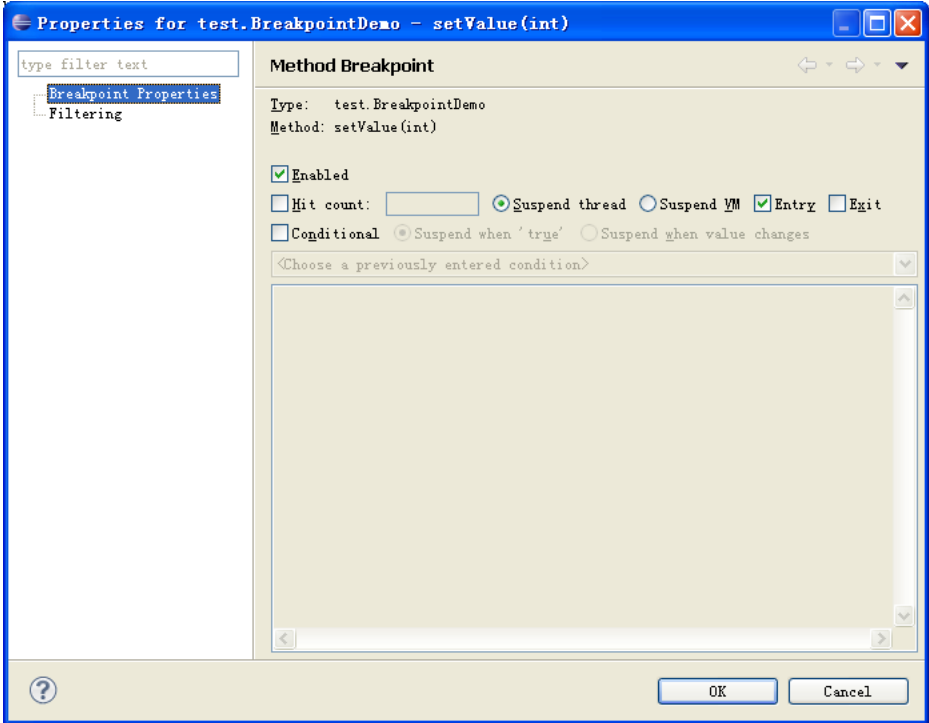 Properties for test.BreakpointDemo - setValue(int)
type filter text
Breakpoint Properties
Filtering
Method Breakpoint
Type: test.BreakpointDemo
Method: setValue(int)
Enabled
Hit count: Suspend thread Suspend VM Entry Exit
Conditional Suspend when 'true' Suspend when value changes
<Choose a previously entered condition>
?
OK Cancel